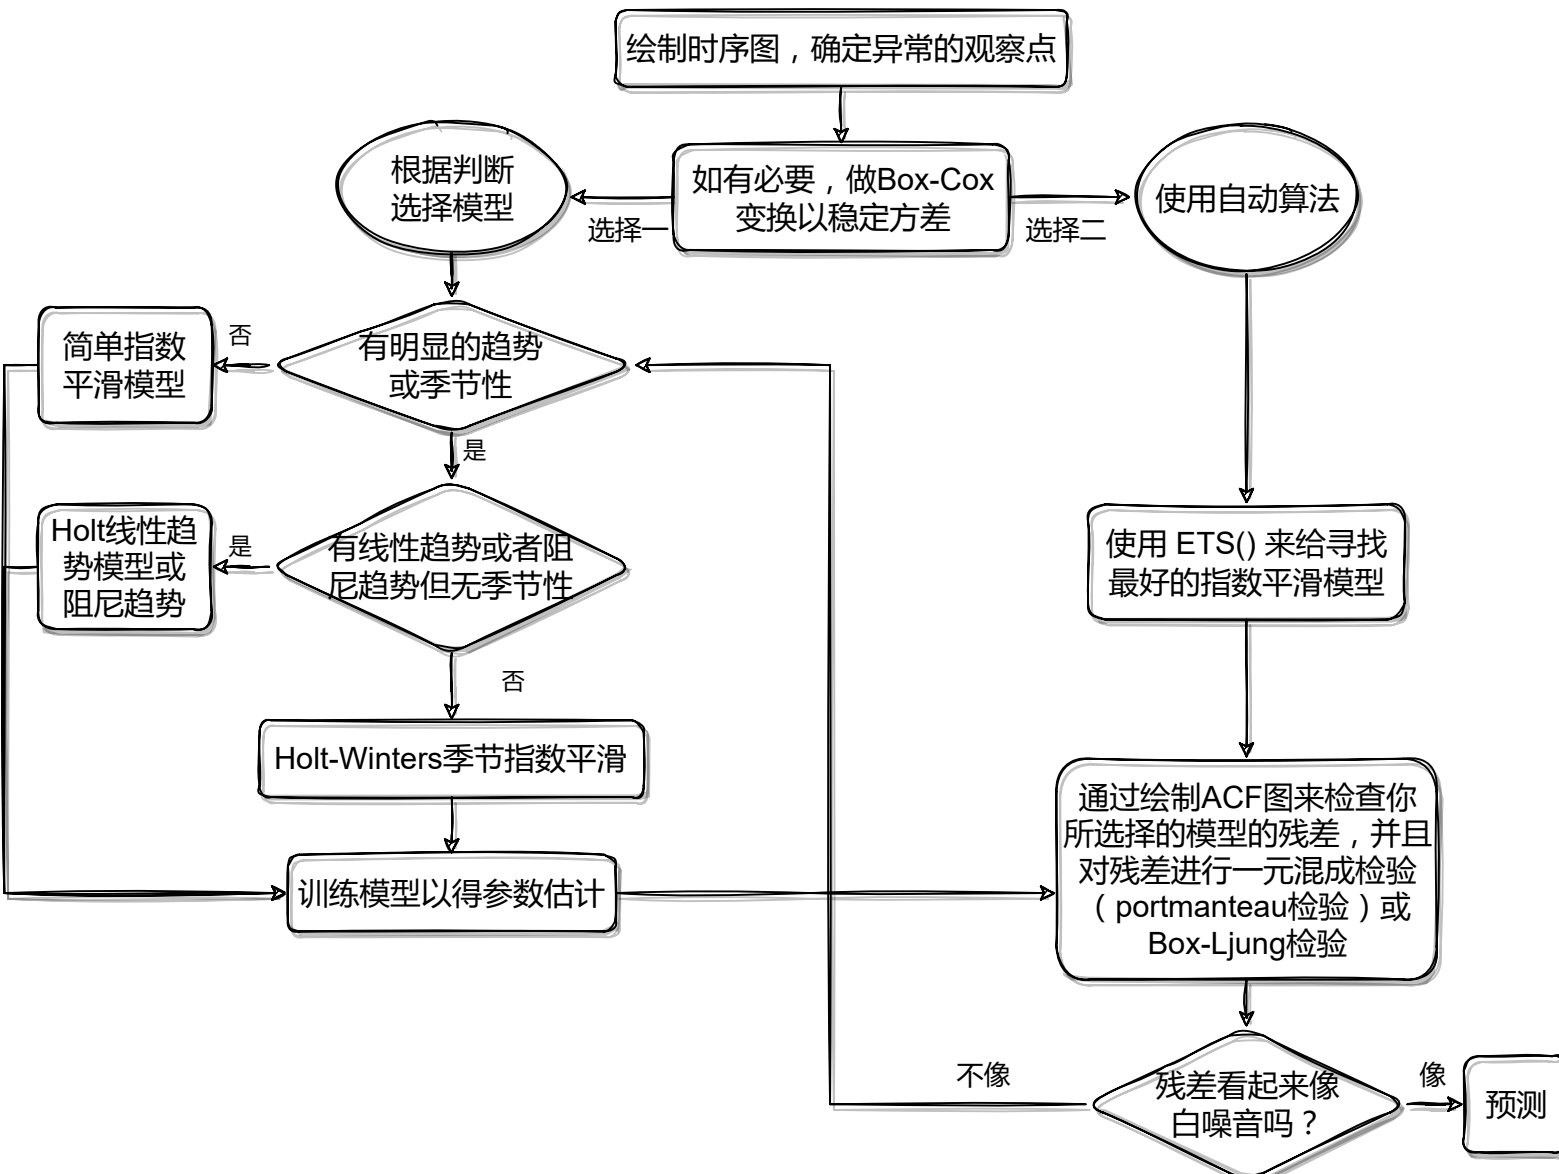 绘制时序图，确定异常的观察点
根据判断
选择模型
如有必要，做Box-Cox
变换以稳定方差
使用自动算法
选择一
选择二
简单指数
平滑模型
否
有明显的趋势
或季节性
是
Holt线性趋
势模型或
阻尼趋势
是
有线性趋势或者阻
尼趋势但无季节性
使用 ETS() 来给寻找
最好的指数平滑模型
否
Holt-Winters季节指数平滑
训练模型以得参数估计
通过绘制ACF图来检查你
所选择的模型的残差，并且
对残差进行一元混成检验
（portmanteau检验）或
Box-Ljung检验
不像
残差看起来像
白噪音吗？
像
预测